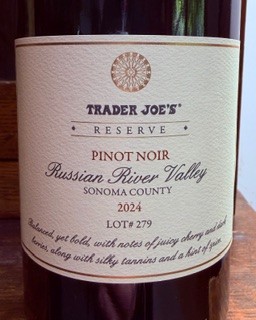 TRADER JOE'S®
• RESERVE •
PINOT NOIR
Russian River Valley
SONOMA COUNTY
2024
LOT# 279
Balanced, yet bold, with notes of juicy cherry and dark
berries, along with silky tannins and a hint of spice.